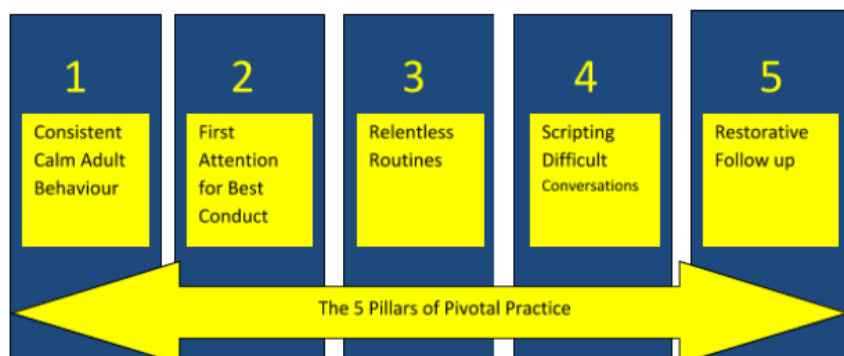 1
Consistent
Calm Adult
Behaviour
2
First
Attention
for Best
Conduct
3
Relentless
Routines
4
Scripting
Difficult
Conversations
5
Restorative
Follow up
The 5 Pillars of Pivotal Practice